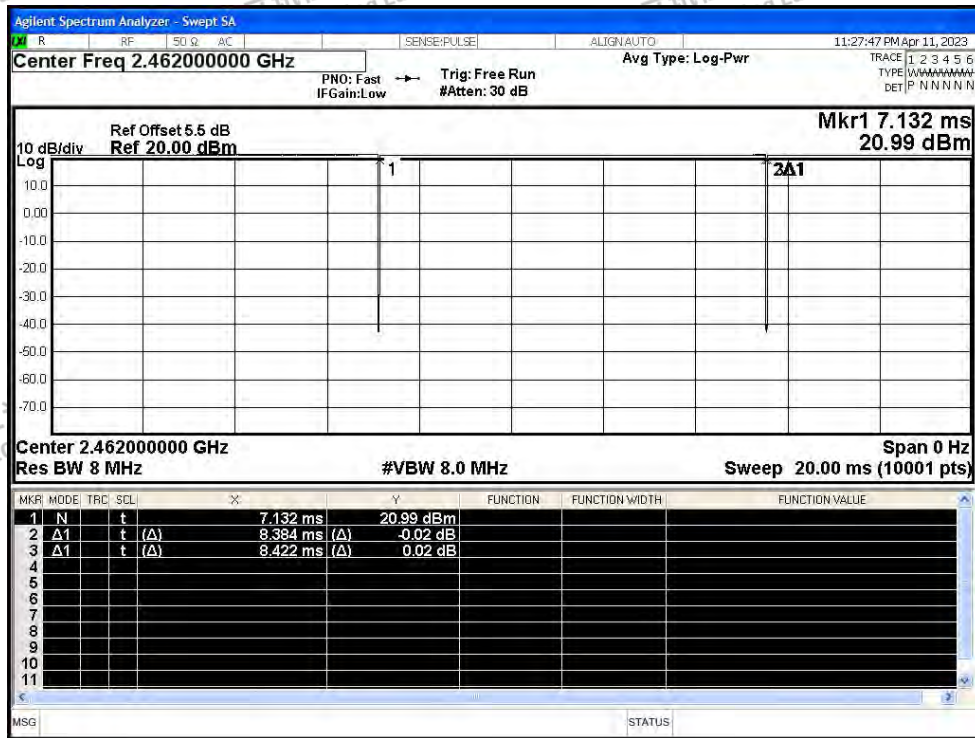 Agilent Spectrum Analyzer - Swept SA
LXI R RF 50 Ω AC SENSE:PULSE ALIGNAUTO 11:27:47 PM Apr 11, 2023
Center Freq 2.462000000 GHz
PNO: Fast
IFGain:Low
Trig: Free Run
#Atten: 30 dB
Avg Type: Log-Pwr
TRACE 1 2 3 4 5 6
TYPE WWWWWW
DET P N N N N N
Ref Offset 5.5 dB
10 dB/div Ref 20.00 dBm
Log
Mkr1 7.132 ms
20.99 dBm
1
3Δ1
10.0
0.00
-10.0
-20.0
-30.0
-40.0
-50.0
-60.0
-70.0
Center 2.462000000 GHz Span 0 Hz
Res BW 8 MHz #VBW 8.0 MHz Sweep 20.00 ms (10001 pts)
MKR MODE TRC SCL X Y FUNCTION FUNCTION WIDTH FUNCTION VALUE
1 N t 7.132 ms 20.99 dBm
2 Δ1 t (Δ) 8.384 ms (Δ) -0.02 dB
3 Δ1 t (Δ) 8.422 ms (Δ) 0.02 dB
4
5
6
7
8
9
10
11
MSG STATUS